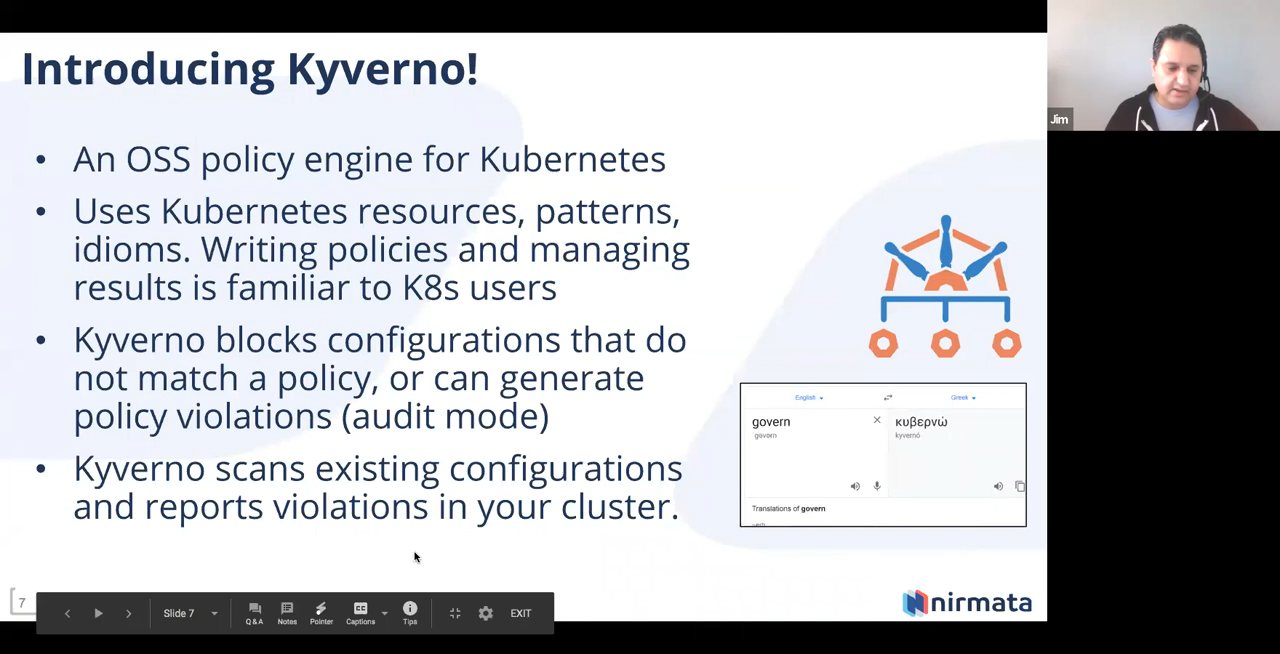 Introducing Kyverno!
• An OSS policy engine for Kubernetes
• Uses Kubernetes resources, patterns,
idioms. Writing policies and managing
results is familiar to K8s users
• Kyverno blocks configurations that do
not match a policy, or can generate
policy violations (audit mode)
• Kyverno scans existing configurations
and reports violations in your cluster.
Jim
English Greek
govern κυβερνώ
govern kyvernó
Translations of govern
verb
7
Slide 7
Q & A Notes Pointer Captions Tips EXIT
nirmata